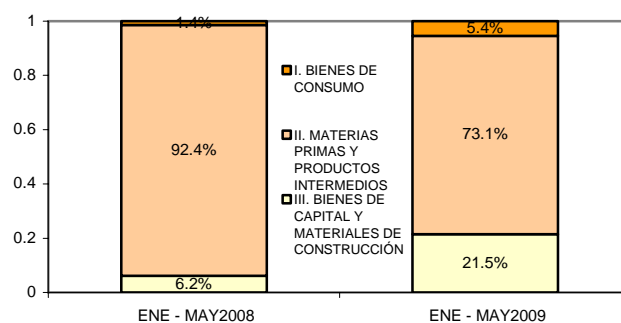 1
0.8
0.6
0.4
0.2
0
1.4%
92.4%
6.2%
I. BIENES DE
CONSUMO
II. MATERIAS
PRIMAS Y
PRODUCTOS
INTERMEDIOS
III. BIENES DE
CAPITAL Y
MATERIALES DE
CONSTRUCCIÓN
5.4%
73.1%
21.5%
ENE - MAY2008
ENE - MAY2009